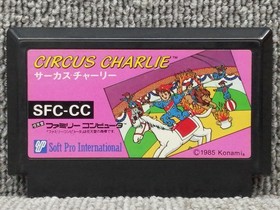 CIRCUS CHARLIE™
サーカスチャーリー
SFC-CC
ファミリーコンピュータ
Soft Pro International
©1985 Konami